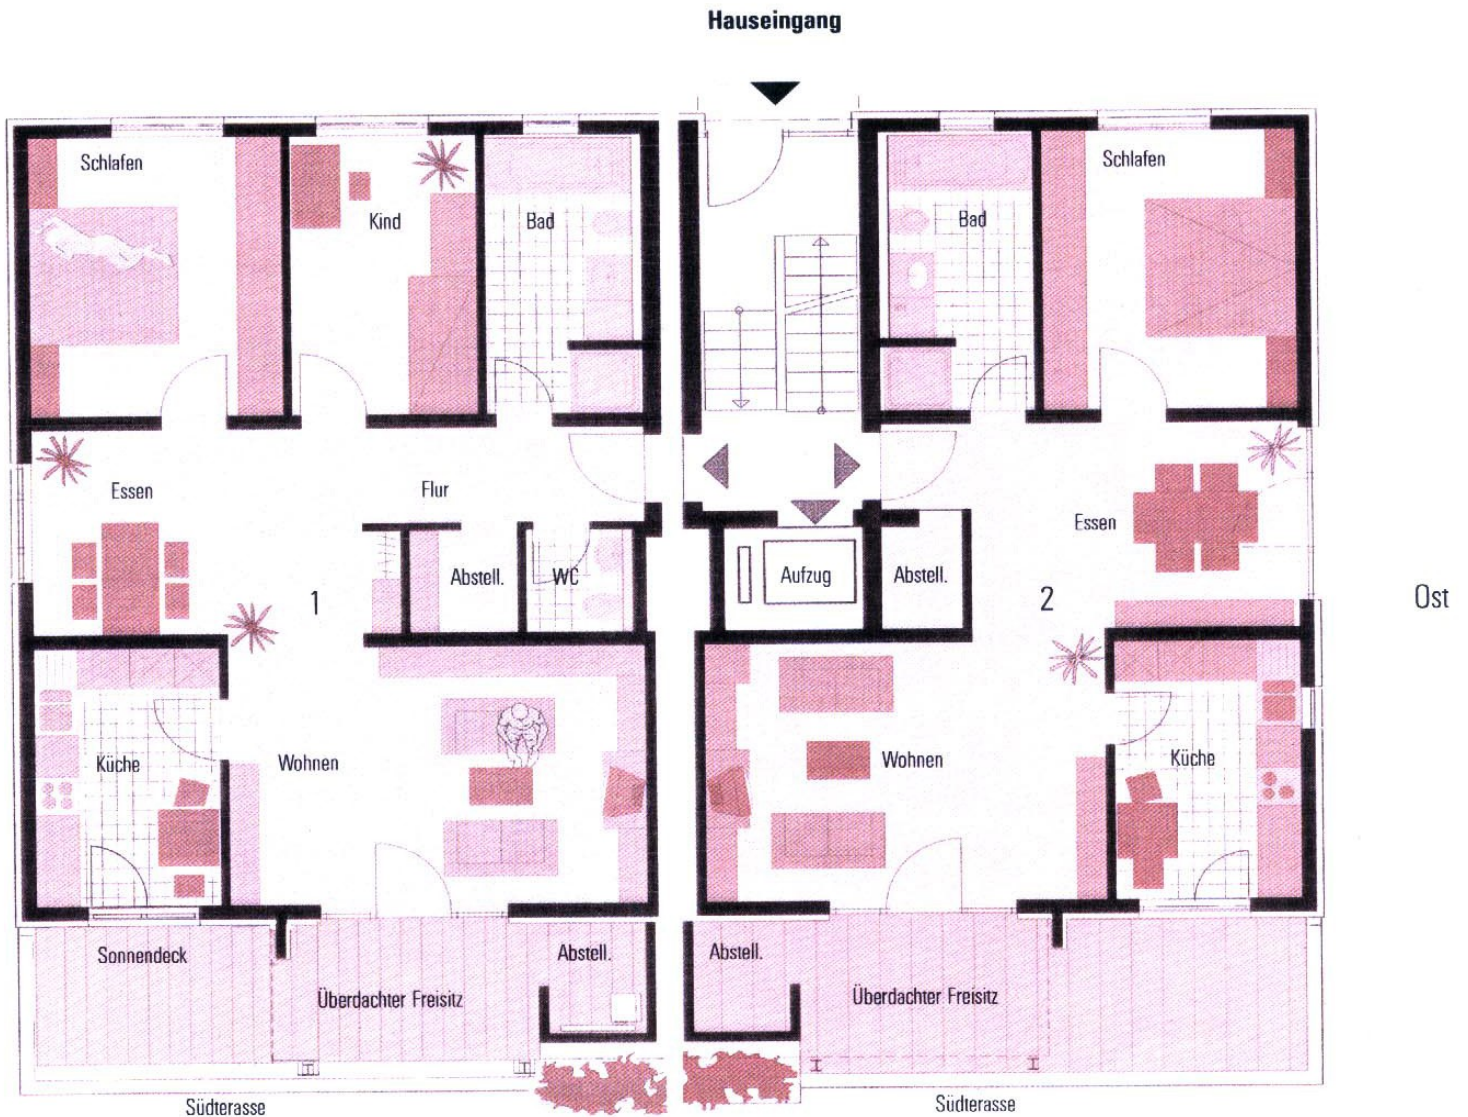 Hauseingang
Schlafen
Kind
Bad
Bad
Schlafen
Essen
Flur
Essen
Abstell.
WC
Aufzug
Abstell.
1
2
Ost
Küche
Wohnen
Wohnen
Küche
Sonnendeck
Überdachter Freisitz
Abstell.
Abstell.
Überdachter Freisitz
Südterasse
Südterasse